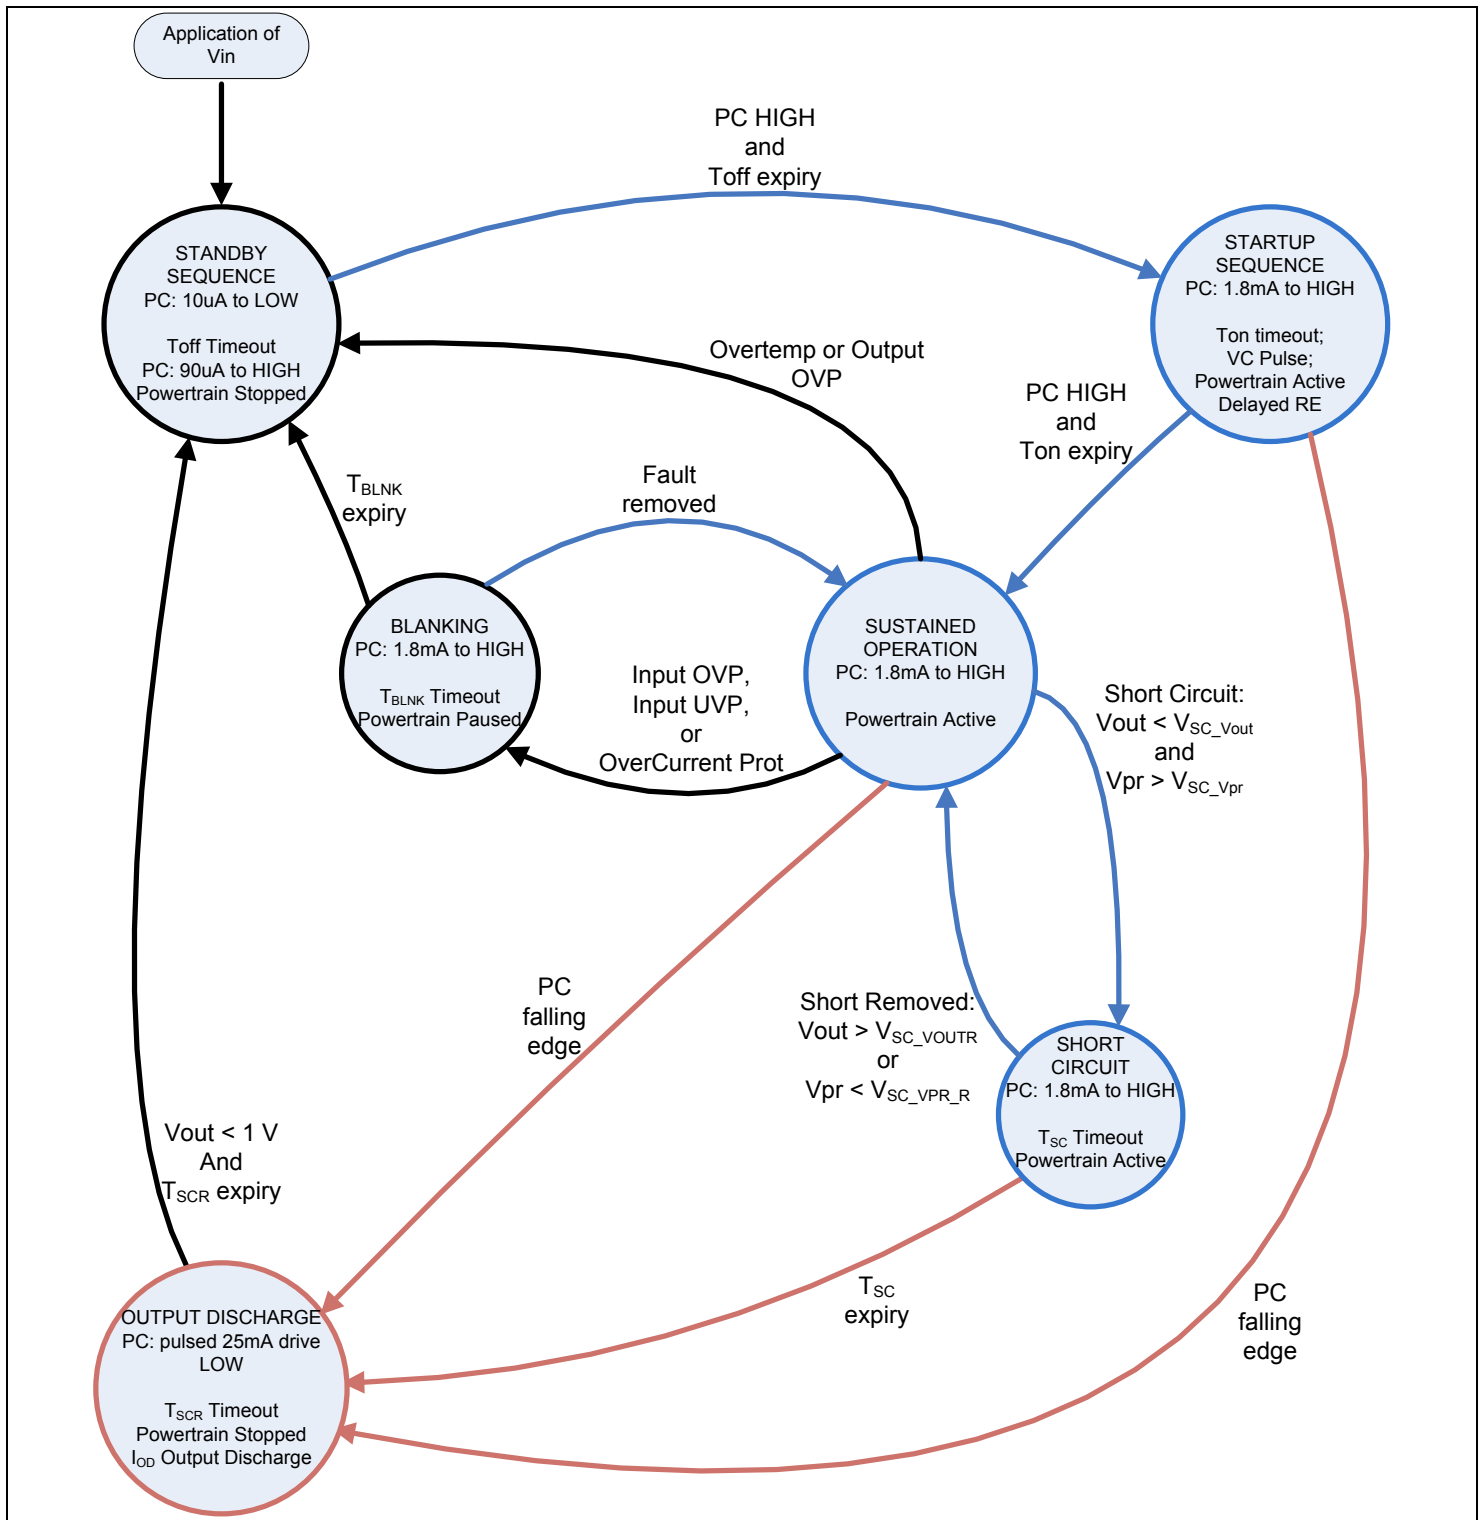 Application of
Vin
PC HIGH
and
Toff expiry
STANDBY
SEQUENCE
PC: 10uA to LOW
Toff Timeout
PC: 90uA to HIGH
Powertrain Stopped
STARTUP
SEQUENCE
PC: 1.8mA to HIGH
Ton timeout;
VC Pulse;
Powertrain Active
Delayed RE
Overtemp or Output
OVP
PC HIGH
and
Ton expiry
TBLNK
expiry
Fault
removed
BLANKING
PC: 1.8mA to HIGH
TBLNK Timeout
Powertrain Paused
Input OVP,
Input UVP,
or
OverCurrent Prot
SUSTAINED
OPERATION
PC: 1.8mA to HIGH
Powertrain Active
Short Circuit:
Vout < VSC_Vout
and
Vpr > VSC_Vpr
PC
falling
edge
Short Removed:
Vout > VSC_VOUTR
or
Vpr < VSC_VPR_R
SHORT
CIRCUIT
PC: 1.8mA to HIGH
TSC Timeout
Powertrain Active
Vout < 1 V
And
TSCR expiry
TSC
expiry
PC
falling
edge
OUTPUT DISCHARGE
PC: pulsed 25mA drive
LOW
TSCR Timeout
Powertrain Stopped
IOD Output Discharge